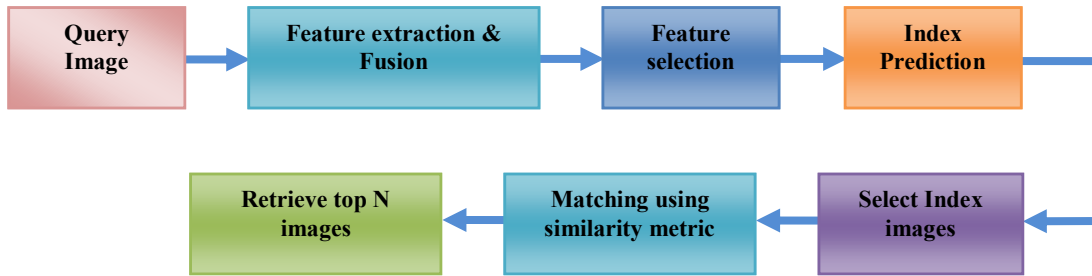 Query
Image
Feature extraction &
Fusion
Feature
selection
Index
Prediction
Retrieve top N
images
Matching using
similarity metric
Select Index
images